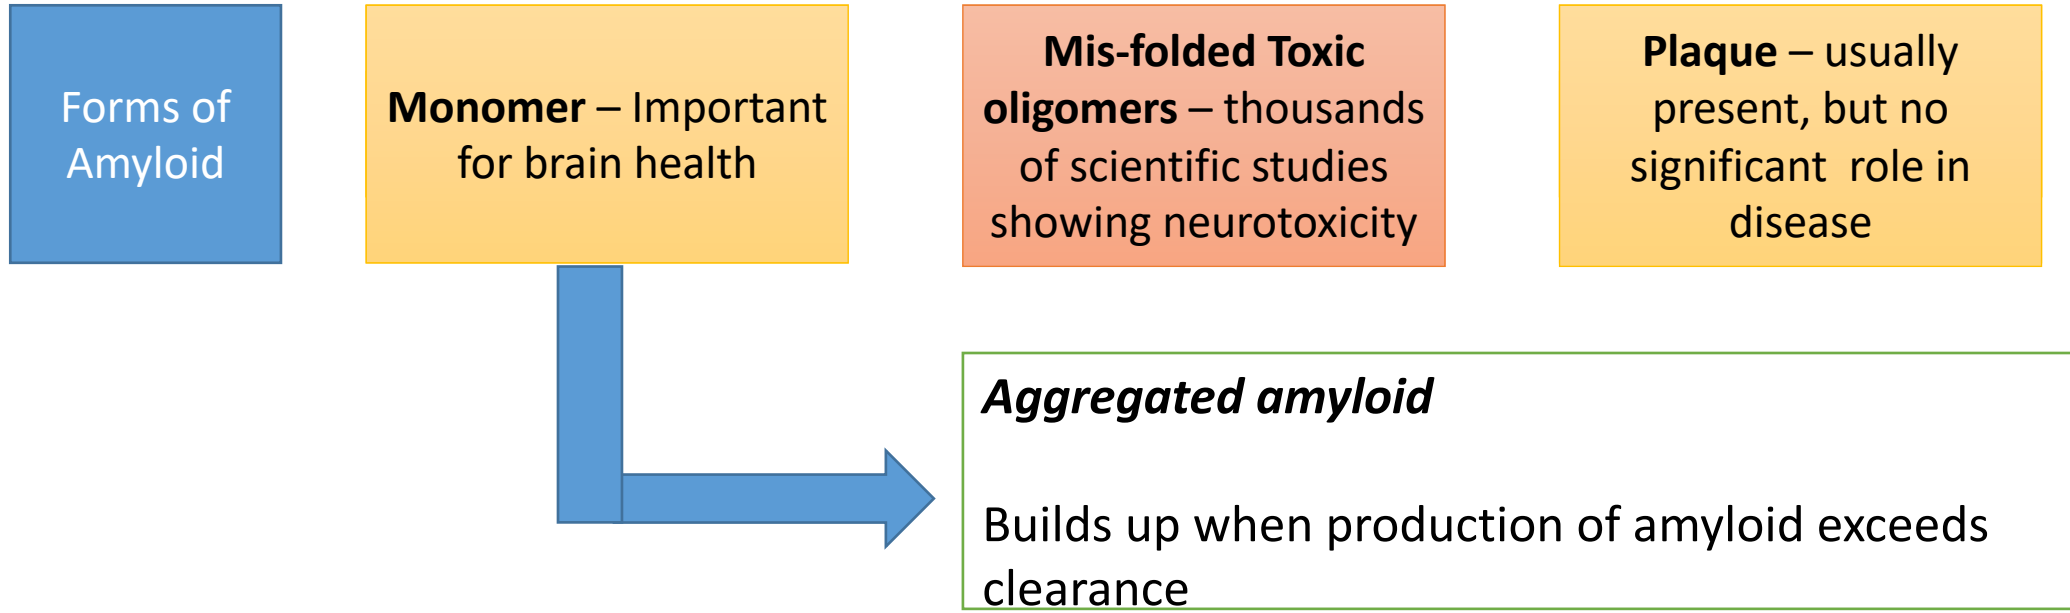 Forms of
Amyloid
Monomer – Important
for brain health
Mis-folded Toxic
oligomers – thousands
of scientific studies
showing neurotoxicity
Plaque – usually
present, but no
significant  role in
disease
Aggregated amyloid
Builds up when production of amyloid exceeds
clearance